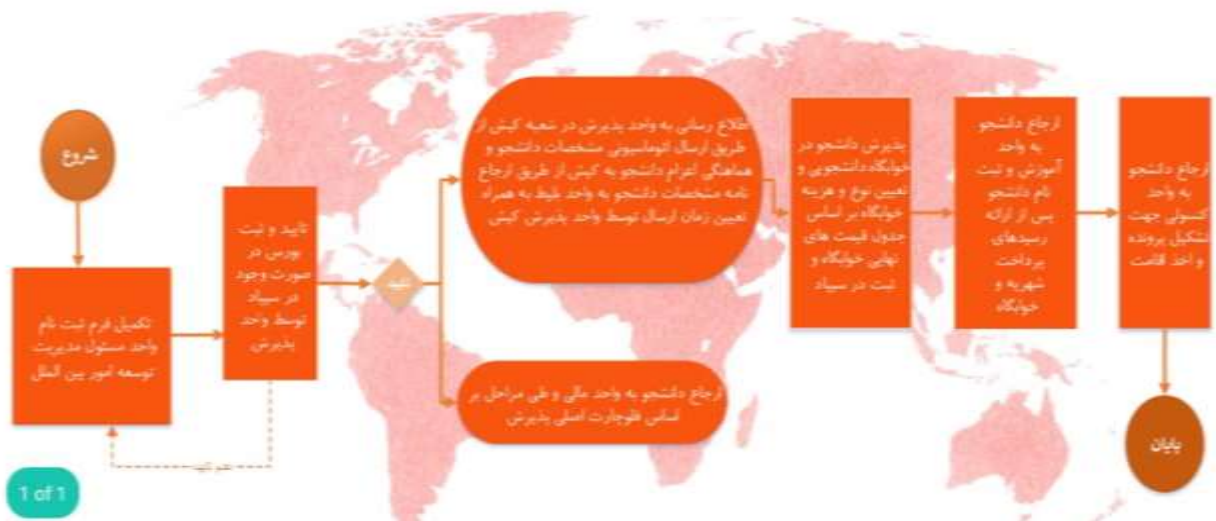 شروع
تکمیل فرم ثبت نام
واحد مسئول مدیریت
توسعه امور بین الملل
تایید و ثبت
بورس در
صورت وجود
در سیپاد
توسط واحد
پذیرش
طلاع رسانی به واحد پذیرش در شعبه کیش از
طریق ارسال اتوماسیونی مشخصات دانشجو و
هماهنگی اعزام دانشجو به کیش از طریق ارجاع
نامه مشخصات دانشجو به واحد بلیط به همراه
تعیین زمان ارسال توسط واحد پذیرش کیش
ارجاع دانشجو به واحد مالی و طی مراحل بر
اساس فلوچارت اصلی پذیرش
پذیرش دانشجو در
خوابگاه دانشجویی و
تعیین نوع و هزینه
خوابگاه بر اساس
جدول قیمت های
نهایی خوابگاه و
ثبت در سیپاد
ارجاع دانشجو
به واحد
آموزش و ثبت
نام دانشجو
پس از ارائه
رسیدهای
پرداخت
شهریه و
خوابگاه
ارجاع دانشجو
به واحد
کنسولی جهت
تشکیل پرونده
و اخذ اقامت
پایان
1 of 1